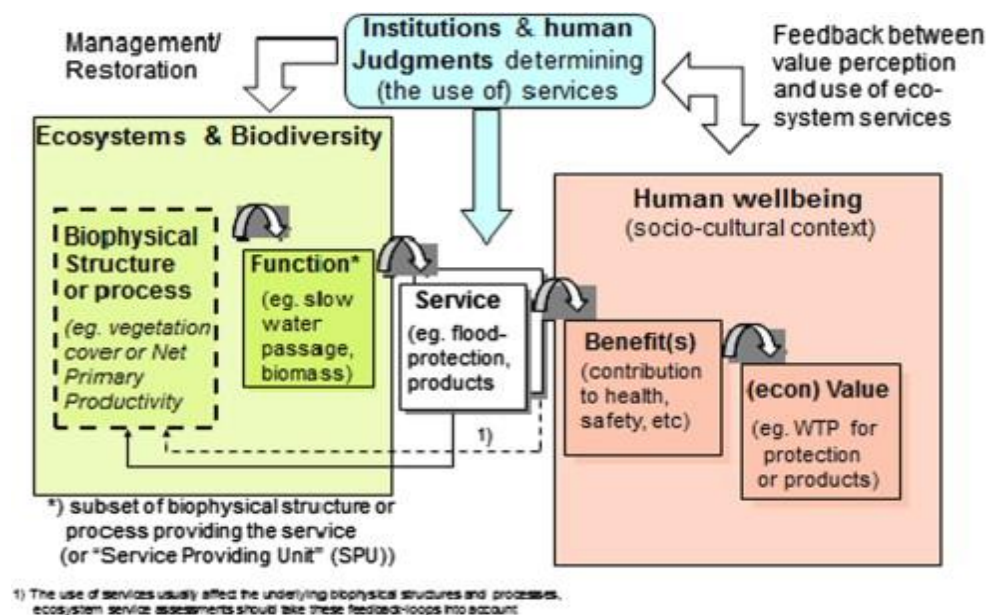 Management/
Restoration
Institutions & human
Judgments determining
(the use of) services
Feedback between
value perception
and use of eco-
system services
Ecosystems & Biodiversity
Biophysical
Structure
or process
(eg. vegetation
cover or Net
Primary
Productivity
Function*
(eg. slow
water
passage,
biomass)
Service
(eg. flood-
protection,
products
1)
Human wellbeing
(socio-cultural context)
Benefit(s)
(contribution
to health,
safety, etc)
(econ) Value
(eg. WTP for
protection
or products)
*) subset of biophysical structure or
process providing the service
(or “Service Providing Unit” (SPU))
1) The use of services usually affect the underlying biophysical structures and processes,
ecosystem service assessments should take these feedback-loops into account